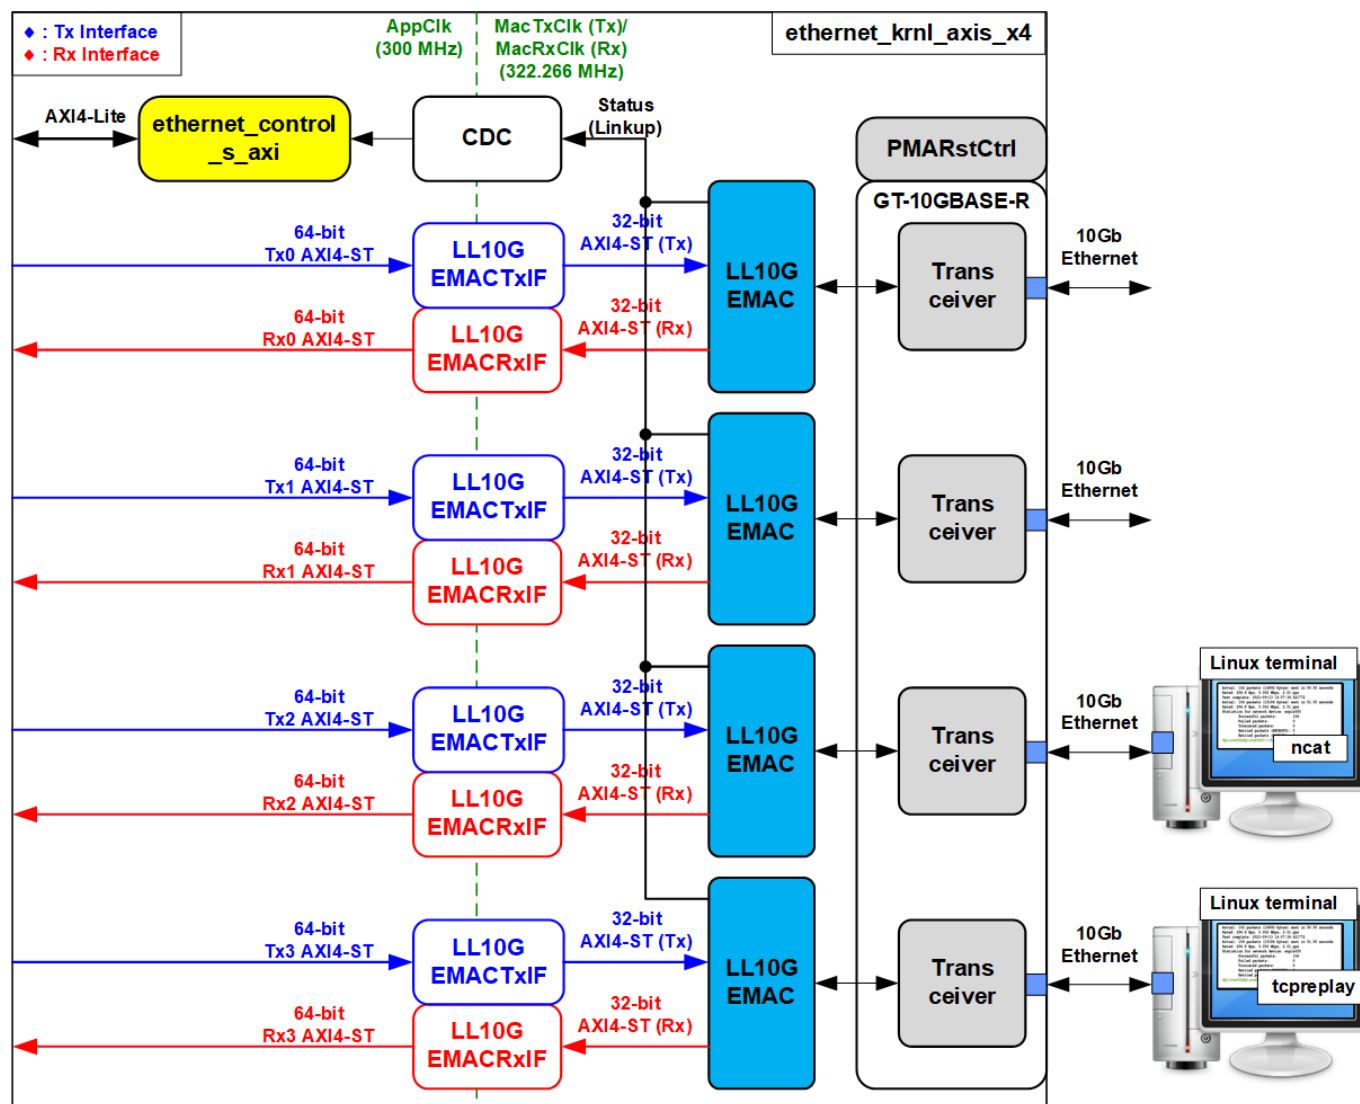 : Tx Interface
: Rx Interface
AppClk
(300 MHz)
MacTxClk (Tx)/
MacRxClk (Rx)
(322.266 MHz)
ethernet_krnl_axis_x4
AXI4-Lite
ethernet_control
_s_axi
CDC
Status
(Linkup)
PMARstCtrl
GT-10GBASE-R
64-bit
Tx0 AXI4-ST
LL10G
EMACTxIF
32-bit
AXI4-ST (Tx)
64-bit
Rx0 AXI4-ST
LL10G
EMACRxIF
32-bit
AXI4-ST (Rx)
LL10G
EMAC
Trans
ceiver
10Gb
Ethernet
64-bit
Tx1 AXI4-ST
LL10G
EMACTxIF
32-bit
AXI4-ST (Tx)
64-bit
Rx1 AXI4-ST
LL10G
EMACRxIF
32-bit
AXI4-ST (Rx)
LL10G
EMAC
Trans
ceiver
10Gb
Ethernet
64-bit
Tx2 AXI4-ST
LL10G
EMACTxIF
32-bit
AXI4-ST (Tx)
64-bit
Rx2 AXI4-ST
LL10G
EMACRxIF
32-bit
AXI4-ST (Rx)
LL10G
EMAC
Trans
ceiver
10Gb
Ethernet
Linux terminal
ncat
64-bit
Tx3 AXI4-ST
LL10G
EMACTxIF
32-bit
AXI4-ST (Tx)
64-bit
Rx3 AXI4-ST
LL10G
EMACRxIF
32-bit
AXI4-ST (Rx)
LL10G
EMAC
Trans
ceiver
10Gb
Ethernet
Linux terminal
tcpreplay